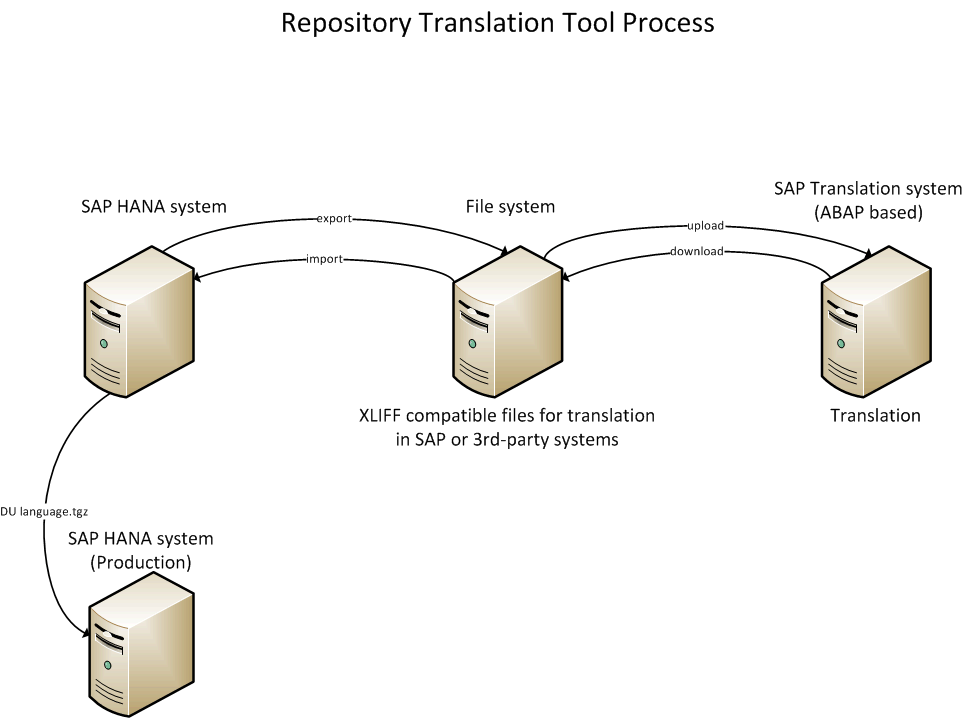 Repository Translation Tool Process
SAP HANA system
File system
SAP Translation system
(ABAP based)
export
upload
import
download
XLIFF compatible files for translation
in SAP or 3rd-party systems
Translation
DU language.tgz
SAP HANA system
(Production)